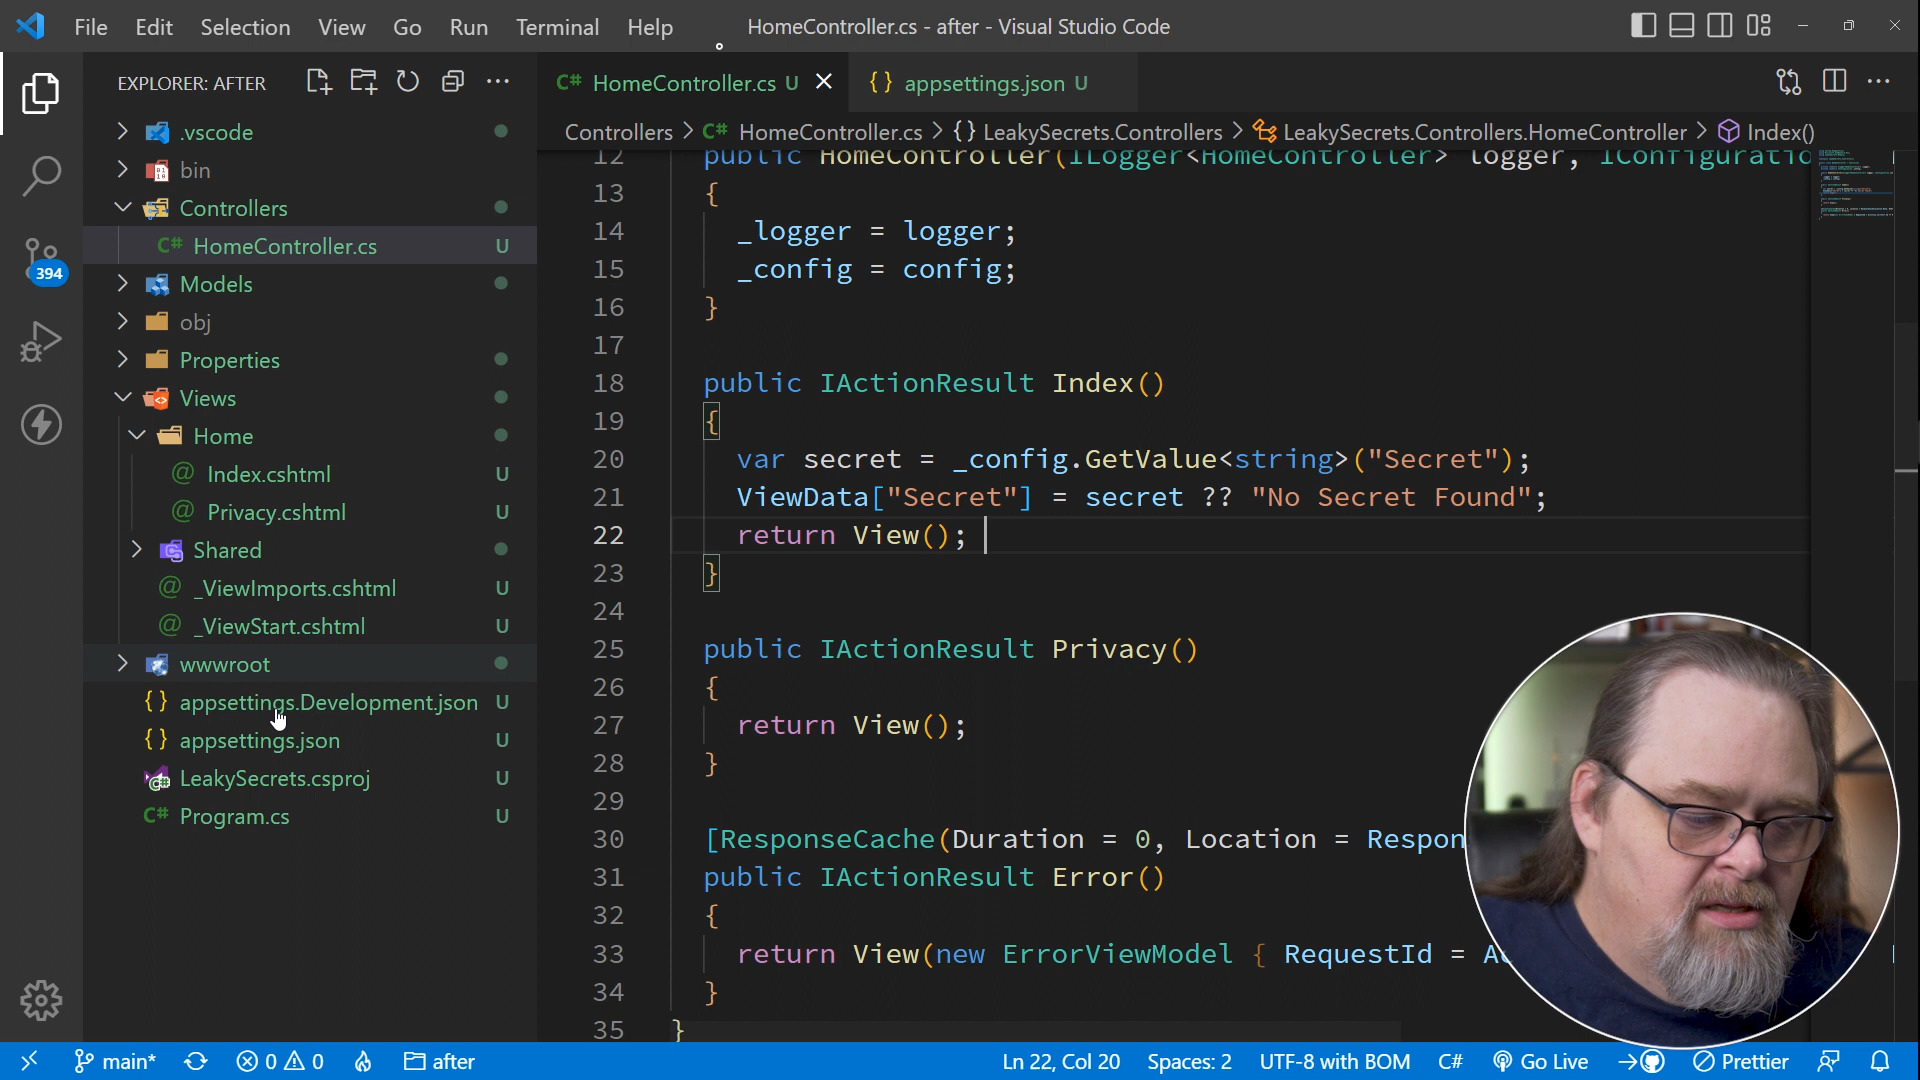 File Edit Selection View Go Run Terminal Help
HomeController.cs - after - Visual Studio Code
EXPLORER: AFTER
.vscode
bin
Controllers
C# HomeController.cs U
Models
obj
Properties
Views
Home
@ Index.cshtml U
@ Privacy.cshtml U
Shared
@ _ViewImports.cshtml U
@ _ViewStart.cshtml U
wwwroot
{} appsettings.Development.json U
{} appsettings.json U
LeakySecrets.csproj U
C# Program.cs U
394
C# HomeController.cs U
{} appsettings.json U
Controllers > C# HomeController.cs > {} LeakySecrets.Controllers > LeakySecrets.Controllers.HomeController > Index()
12 public HomeController(ILogger<HomeController> logger, IConfiguratio
13 {
14 _logger = logger;
15 _config = config;
16 }
17
18 public IActionResult Index()
19 {
20 var secret = _config.GetValue<string>("Secret");
21 ViewData["Secret"] = secret ?? "No Secret Found";
22 return View();
23 }
24
25 public IActionResult Privacy()
26 {
27 return View();
28 }
29
30 [ResponseCache(Duration = 0, Location = Respon
31 public IActionResult Error()
32 {
33 return View(new ErrorViewModel { RequestId = A
34 }
35 }
main* 0 0 after
Ln 22, Col 20 Spaces: 2 UTF-8 with BOM C# Go Live Prettier